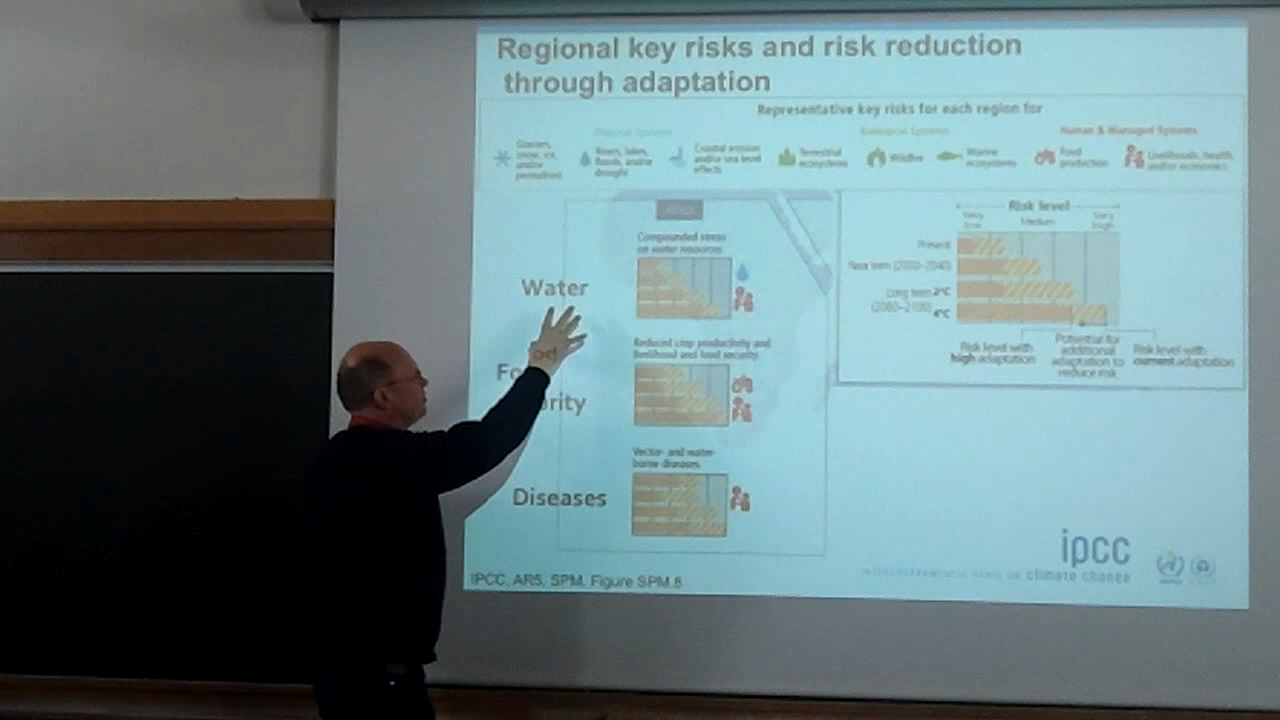 Regional key risks and risk reduction
through adaptation
Representative key risks for each region for
Physical Systems
Biological Systems
Human & Managed Systems
Glaciers,
snow, ice,
and/or
permafrost
Rivers, lakes,
floods, and/or
drought
Coastal erosion
and/or sea level
effects
Terrestrial
ecosystems
Wildfire
Marine
ecosystems
Food
production
Livelihoods, health,
and/or economics
Compounded stress
on water resources
Water
Reduced crop productivity and
livelihood and food security
Vector- and water-
borne diseases
Diseases
Risk level
Very
low
Medium
Very
high
Present
Near term (2030–2040)
Long term 2°C
(2080–2100) 4°C
Risk level with
high adaptation
Potential for
additional
adaptation to
reduce risk
Risk level with
current adaptation
IPCC, AR5, SPM, Figure SPM.8
ipcc
climate change